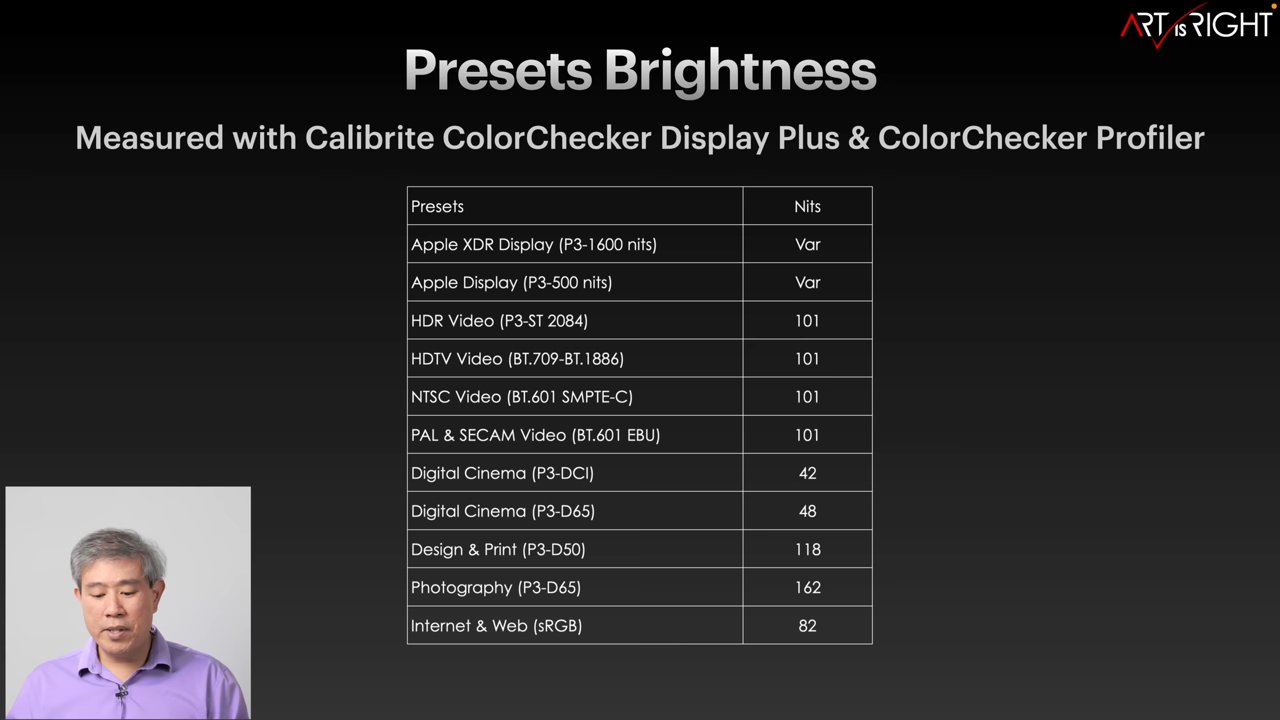 ART IS RIGHT
Presets Brightness
Measured with Calibrite ColorChecker Display Plus & ColorChecker Profiler
Presets Nits
Apple XDR Display (P3-1600 nits) Var
Apple Display (P3-500 nits) Var
HDR Video (P3-ST 2084) 101
HDTV Video (BT.709-BT.1886) 101
NTSC Video (BT.601 SMPTE-C) 101
PAL & SECAM Video (BT.601 EBU) 101
Digital Cinema (P3-DCI) 42
Digital Cinema (P3-D65) 48
Design & Print (P3-D50) 118
Photography (P3-D65) 162
Internet & Web (sRGB) 82